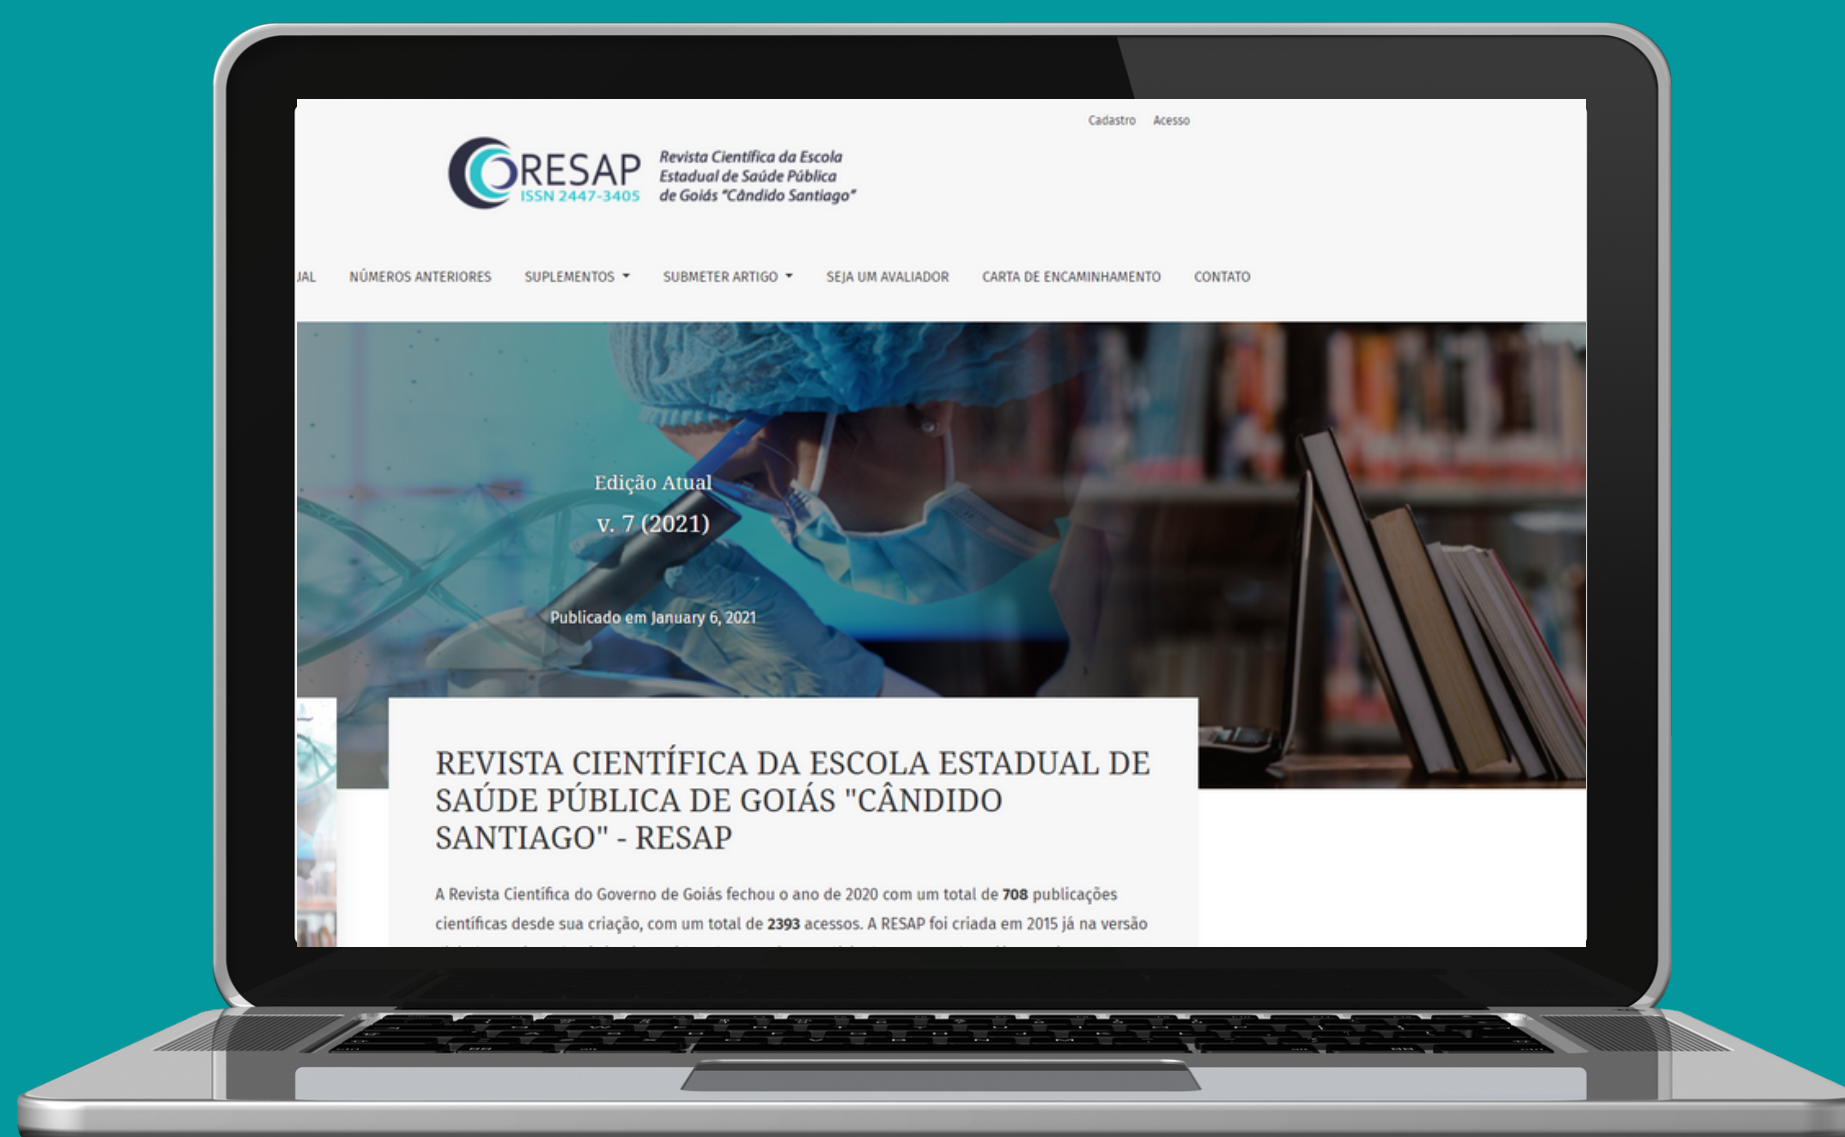 Cadastro Acesso
RESAP
ISSN 2447-3405
Revista Científica da Escola
Estadual de Saúde Pública
de Goiás "Cândido Santiago"
UAL NÚMEROS ANTERIORES SUPLEMENTOS SUBMETER ARTIGO SEJA UM AVALIADOR CARTA DE ENCAMINHAMENTO CONTATO
Edição Atual
v. 7 (2021)
Publicado em January 6, 2021
REVISTA CIENTÍFICA DA ESCOLA ESTADUAL DE
SAÚDE PÚBLICA DE GOIÁS "CÂNDIDO
SANTIAGO" - RESAP
A Revista Científica do Governo de Goiás fechou o ano de 2020 com um total de 708 publicações
científicas desde sua criação, com um total de 2393 acessos. A RESAP foi criada em 2015 já na versão